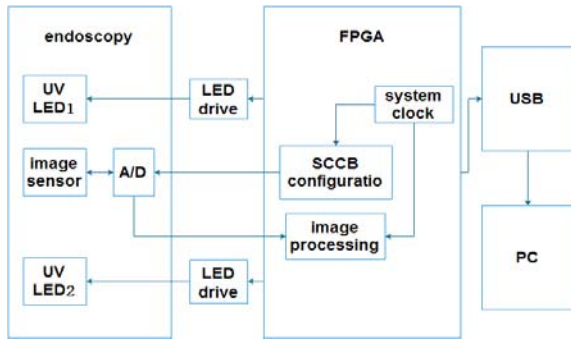 endoscopy
FPGA
UV
LED1
LED
drive
system
clock
USB
image
sensor
A/D
SCCB
configuratio
image
processing
UV
LED2
LED
drive
PC